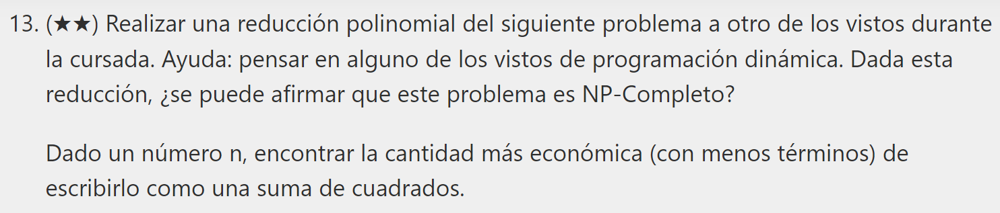 13. (★★) Realizar una reducción polinomial del siguiente problema a otro de los vistos durante
la cursada. Ayuda: pensar en alguno de los vistos de programación dinámica. Dada esta
reducción, ¿se puede afirmar que este problema es NP-Completo?
Dado un número n, encontrar la cantidad más económica (con menos términos) de
escribirlo como una suma de cuadrados.